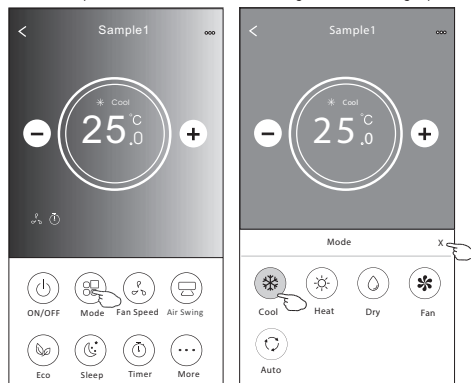 Sample1
Cool
25.0 °C
ON/OFF Mode Fan Speed Air Swing
Eco Sleep Timer More
Sample1
Cool
25.0 °C
Mode X
Cool Heat Dry Fan
Auto